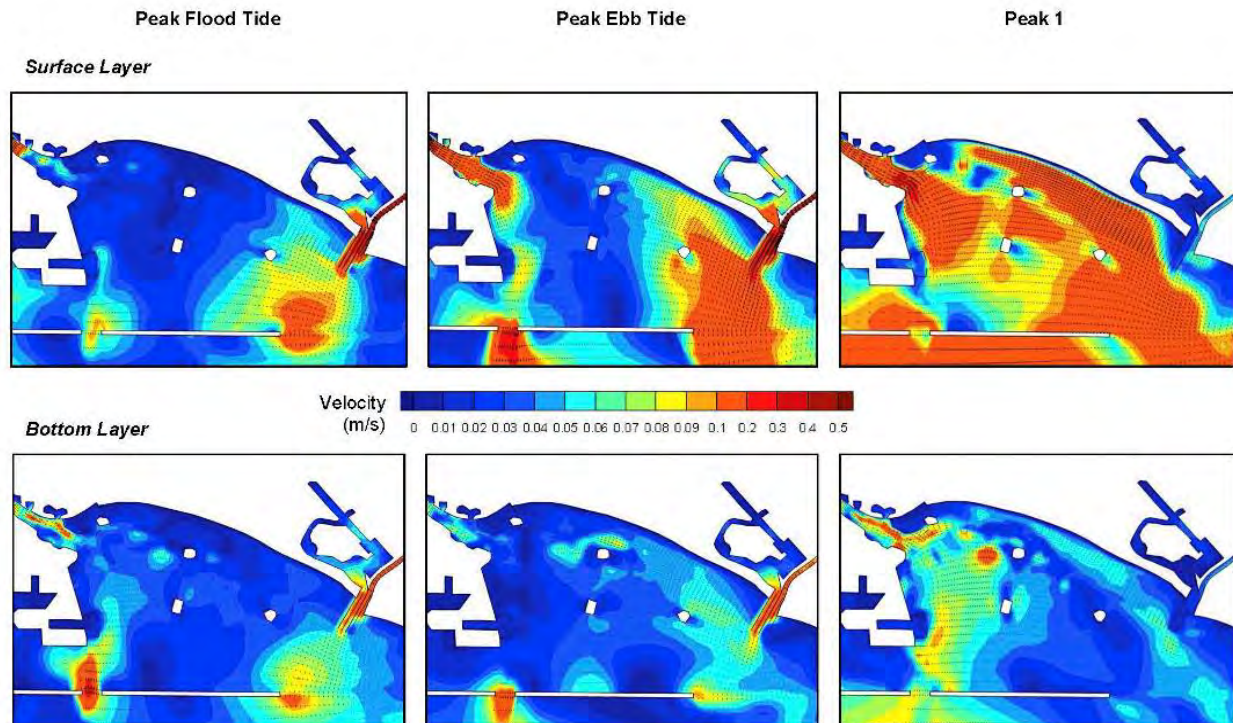 Peak Flood Tide Peak Ebb Tide Peak 1
Surface Layer
Velocity
(m/s)
0 0.01 0.02 0.03 0.04 0.05 0.06 0.07 0.08 0.09 0.1 0.2 0.3 0.4 0.5
Bottom Layer